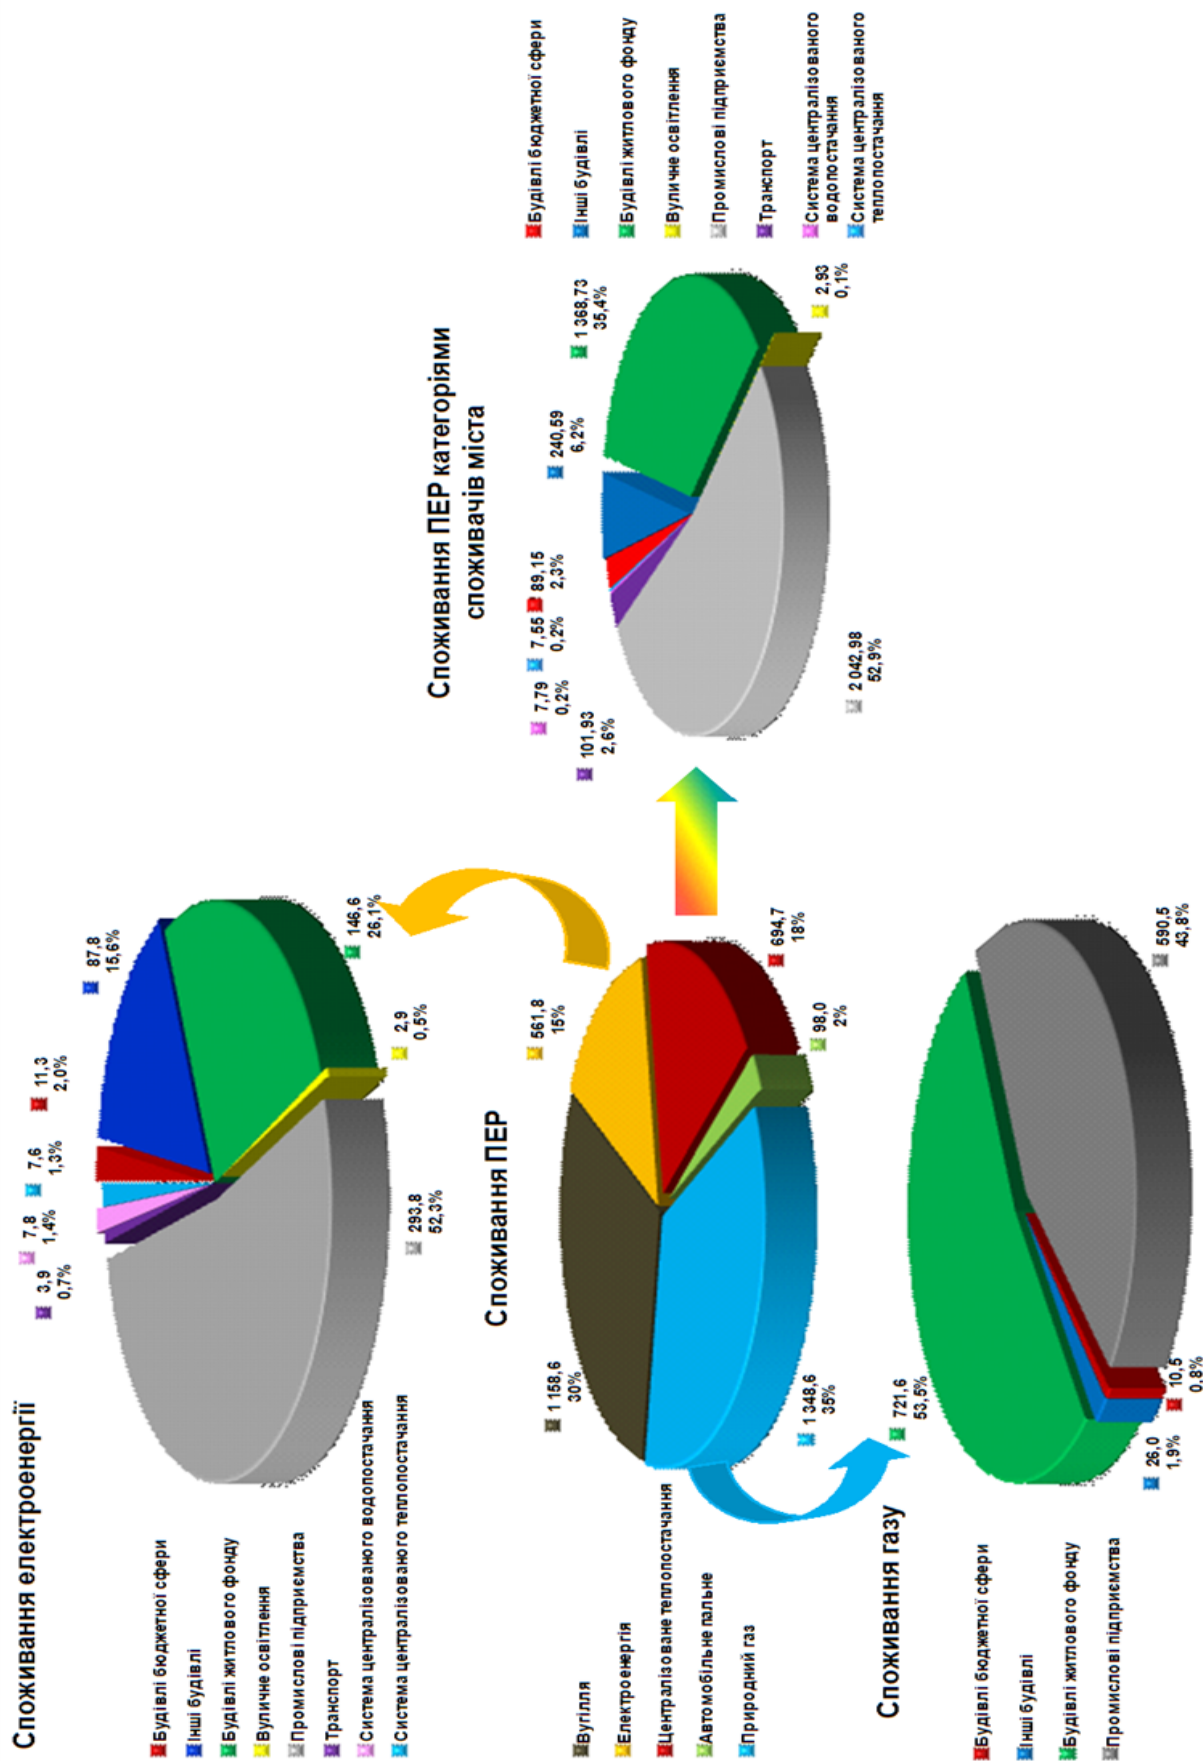 Споживання електроенергії
Будівлі бюджетної сфери
Інші будівлі
Будівлі житлового фонду
Вуличне освітлення
Промислові підприємства
Транспорт
Система централізованого водопостачання
Система централізованого теплопостачання
3,9
0,7%
7,8
1,4%
7,6
1,3%
11,3
2,0%
87,8
15,6%
146,6
26,1%
2,9
0,5%
293,8
52,3%
Споживання ПЕР
Вугілля
Електроенергія
Централізоване теплопостачання
Автомобільне пальне
Природний газ
1 158,6
30%
561,8
15%
694,7
18%
98,0
2%
1 348,6
35%
Споживання газу
Будівлі бюджетної сфери
Інші будівлі
Будівлі житлового фонду
Промислові підприємства
721,6
53,5%
590,5
43,8%
10,5
0,8%
26,0
1,9%
Споживання ПЕР категоріями
споживачів міста
101,93
2,6%
7,79
0,2%
7,55
0,2%
89,15
2,3%
240,59
6,2%
1 368,73
35,4%
2,93
0,1%
2 042,98
52,9%
Будівлі бюджетної сфери
Інші будівлі
Будівлі житлового фонду
Вуличне освітлення
Промислові підприємства
Транспорт
Система централізованого
водопостачання
Система централізованого
теплопостачання